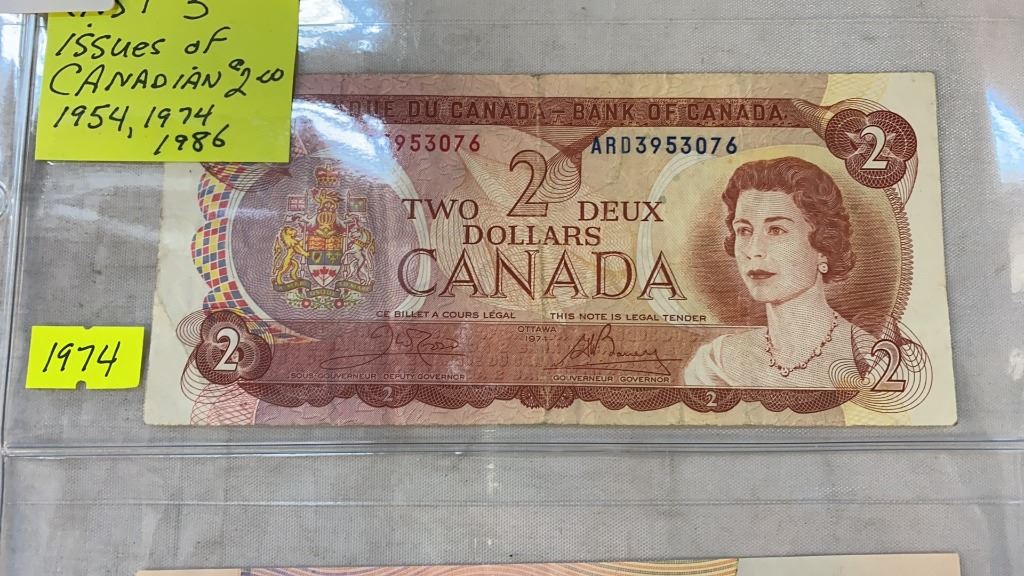 issues of
CANADIAN $2.00
1954, 1974
1986
1974
DU CANADA – BANK OF CANADA.
953076
ARD3953076
2
2
TWO 2 DEUX
DOLLARS
CANADA
CE BILLET A COURS LÉGAL THIS NOTE IS LEGAL TENDER
OTTAWA
1974
SOUS-GOUVERNEUR DEPUTY GOVERNOR
GOUVERNEUR GOVERNOR
2
2
2
2